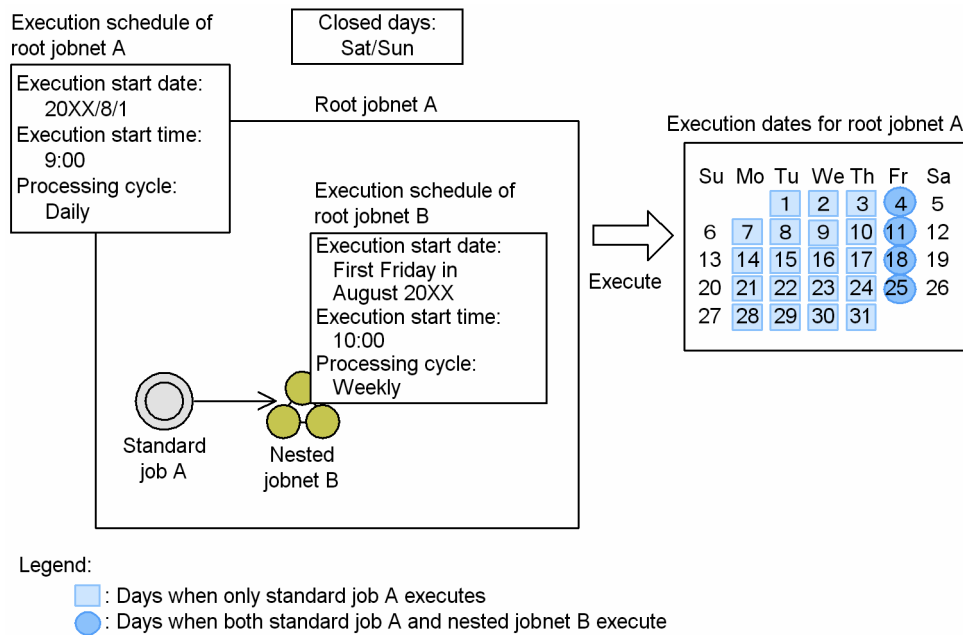 Execution schedule of
root jobnet A
Closed days:
Sat/Sun
Execution start date:
20XX/8/1
Execution start time:
9:00
Processing cycle:
Daily
Root jobnet A
Execution schedule of
root jobnet B
Execution start date:
First Friday in
August 20XX
Execution start time:
10:00
Processing cycle:
Weekly
Standard
job A
Nested
jobnet B
Execute
Execution dates for root jobnet A
Su Mo Tu We Th Fr Sa
1 2 3 4 5
6 7 8 9 10 11 12
13 14 15 16 17 18 19
20 21 22 23 24 25 26
27 28 29 30 31
Legend:
: Days when only standard job A executes
: Days when both standard job A and nested jobnet B execute